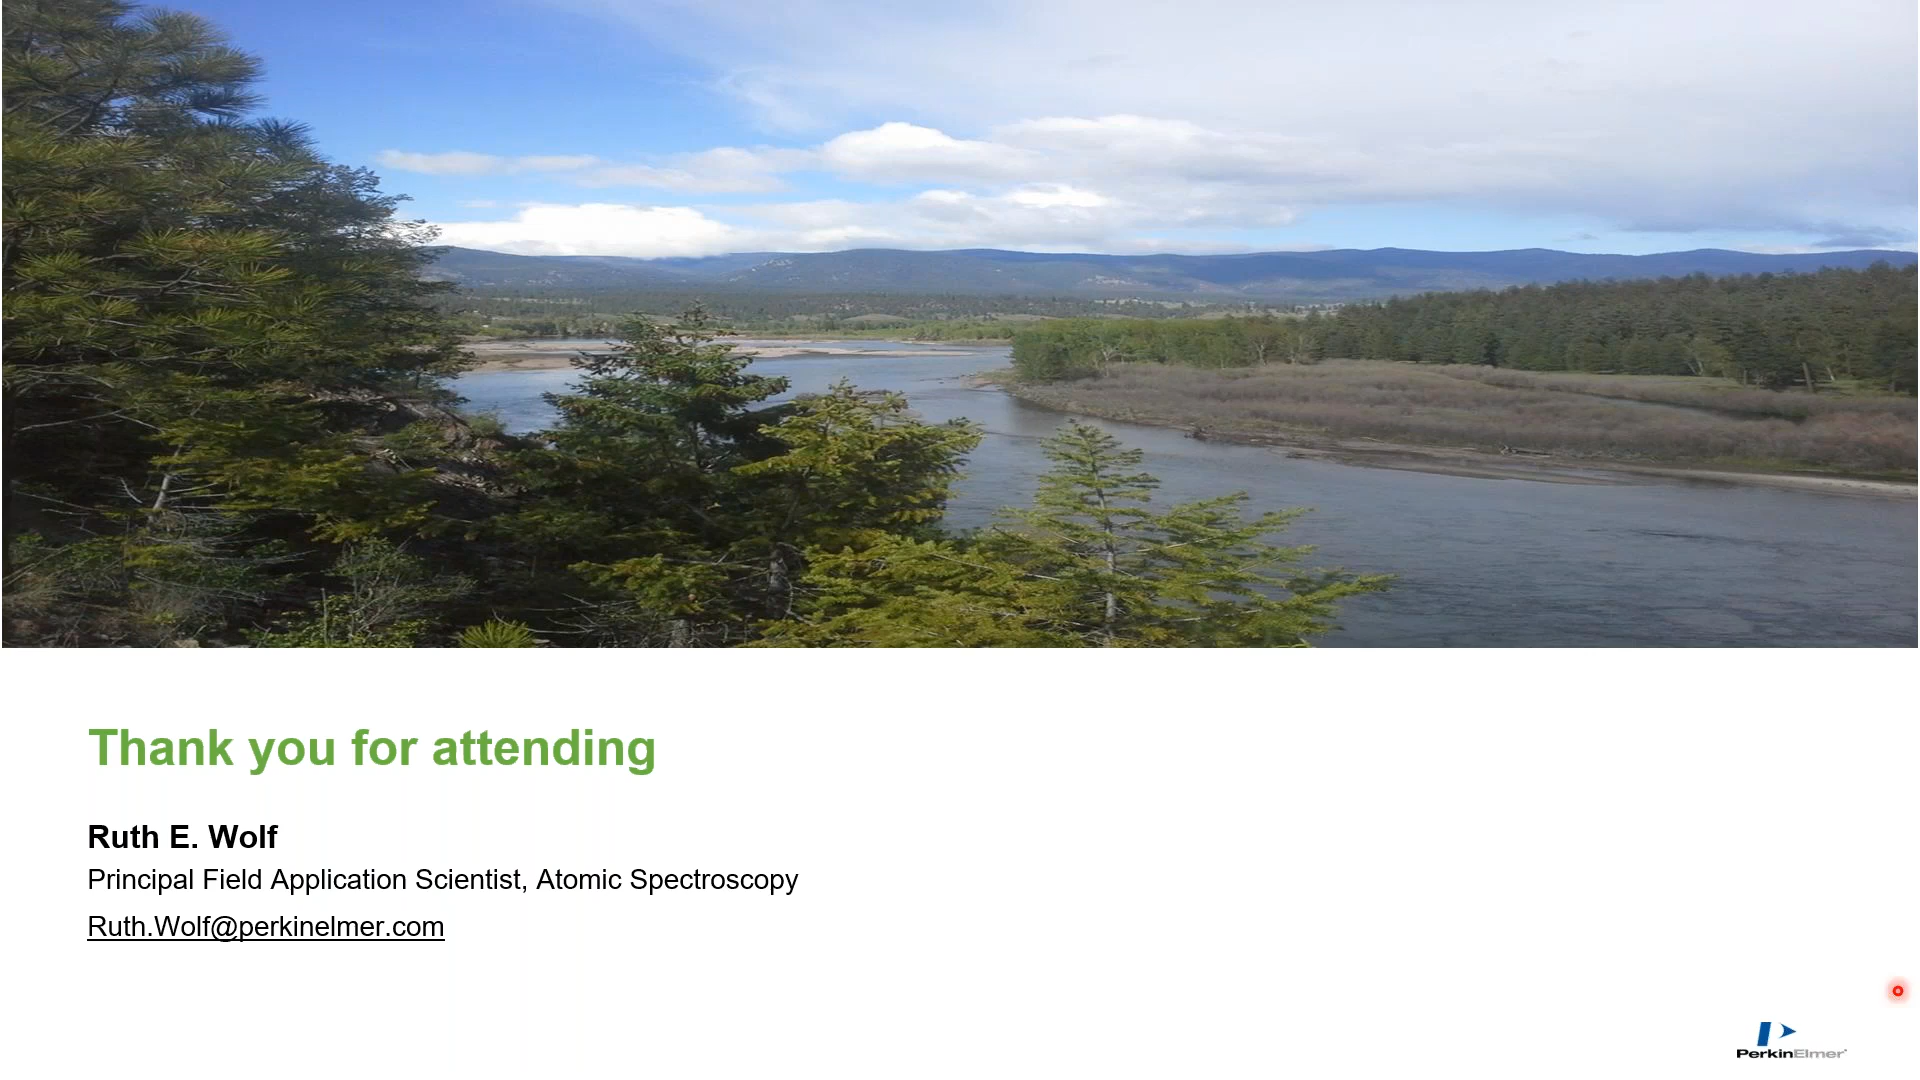 Thank you for attending
Ruth E. Wolf
Principal Field Application Scientist, Atomic Spectroscopy
Ruth.Wolf@perkinelmer.com
PerkinElmer